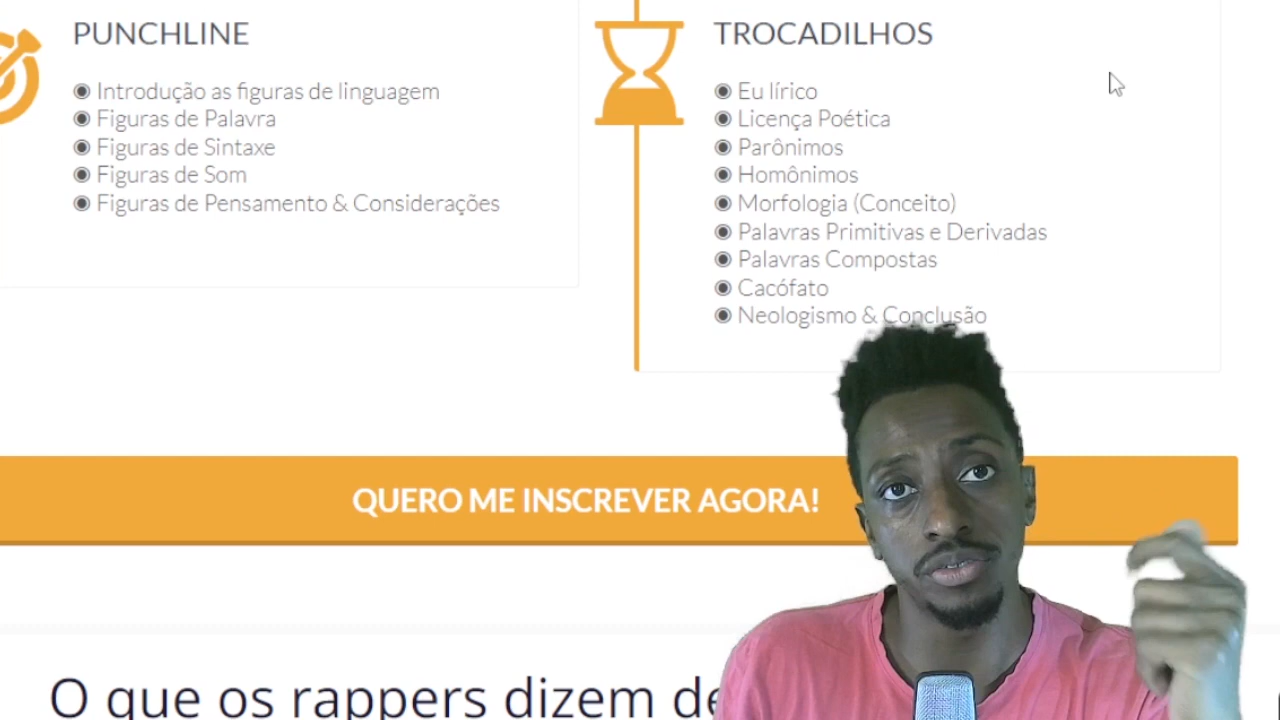 PUNCHLINE
◉ Introdução as figuras de linguagem
◉ Figuras de Palavra
◉ Figuras de Sintaxe
◉ Figuras de Som
◉ Figuras de Pensamento & Considerações
TROCADILHOS
◉ Eu lírico
◉ Licença Poética
◉ Parônimos
◉ Homônimos
◉ Morfologia (Conceito)
◉ Palavras Primitivas e Derivadas
◉ Palavras Compostas
◉ Cacófato
◉ Neologismo & Conclusão
QUERO ME INSCREVER AGORA!
O que os rappers dizem de